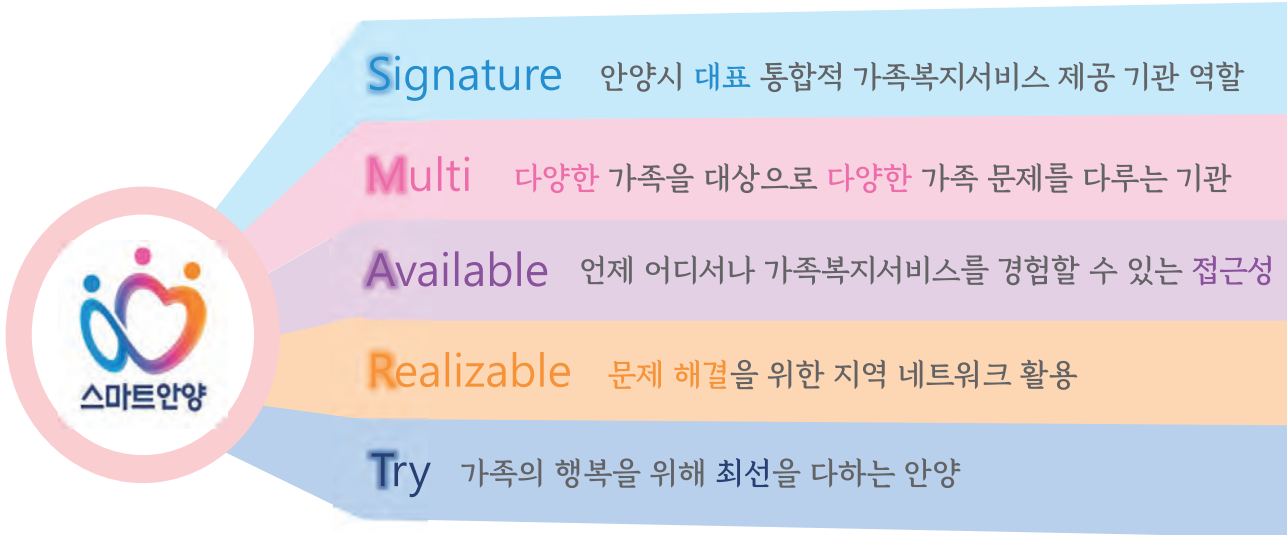 Signature 안양시 대표 통합적 가족복지서비스 제공 기관 역할
Multi 다양한 가족을 대상으로 다양한 가족 문제를 다루는 기관
Available 언제 어디서나 가족복지서비스를 경험할 수 있는 접근성
스마트안양
Realizable 문제 해결을 위한 지역 네트워크 활용
Try 가족의 행복을 위해 최선을 다하는 안양